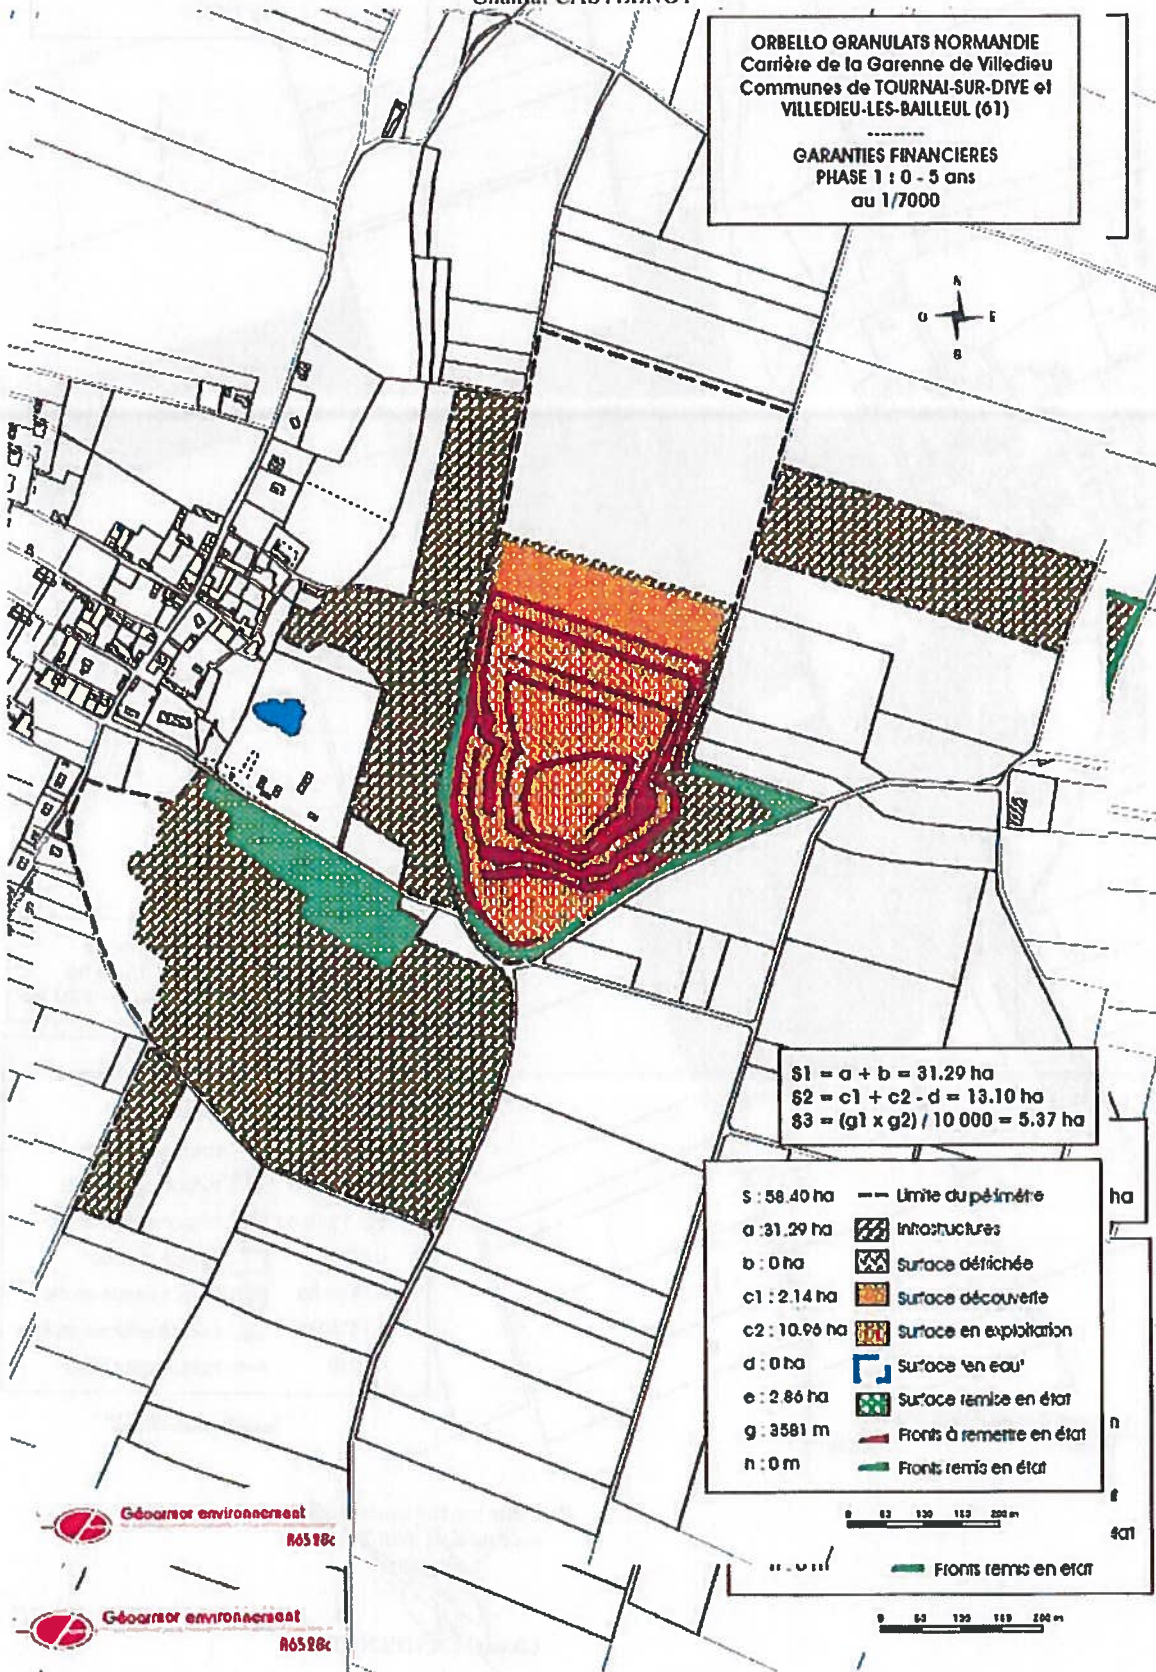 ORBELLO GRANULATS NORMANDIE
Carrière de la Garenne de Villedieu
Communes de TOURNAI-SUR-DIVE et
VILLEDIEU-LES-BAILLEUL (61)
---------
GARANTIES FINANCIERES
PHASE 1 : 0 - 5 ans
au 1/7000
N
O E
S
S1 = a + b = 31.29 ha
S2 = c1 + c2 - d = 13.10 ha
S3 = (g1 x g2) / 10 000 = 5.37 ha
S : 58.40 ha Limite du périmètre
a : 31.29 ha Infrastructures
b : 0 ha Surface défrichée
c1 : 2.14 ha Surface découverte
c2 : 10.96 ha Surface en exploitation
d : 0 ha Surface "en eau"
e : 2.86 ha Surface remise en état
g : 3581 m Fronts à remettre en état
h : 0 m Fronts remis en état
ha
Géoarmor environnement
R6528c
200 m
Fronts remis en état
Géoarmor environnement
R6528c
200 m